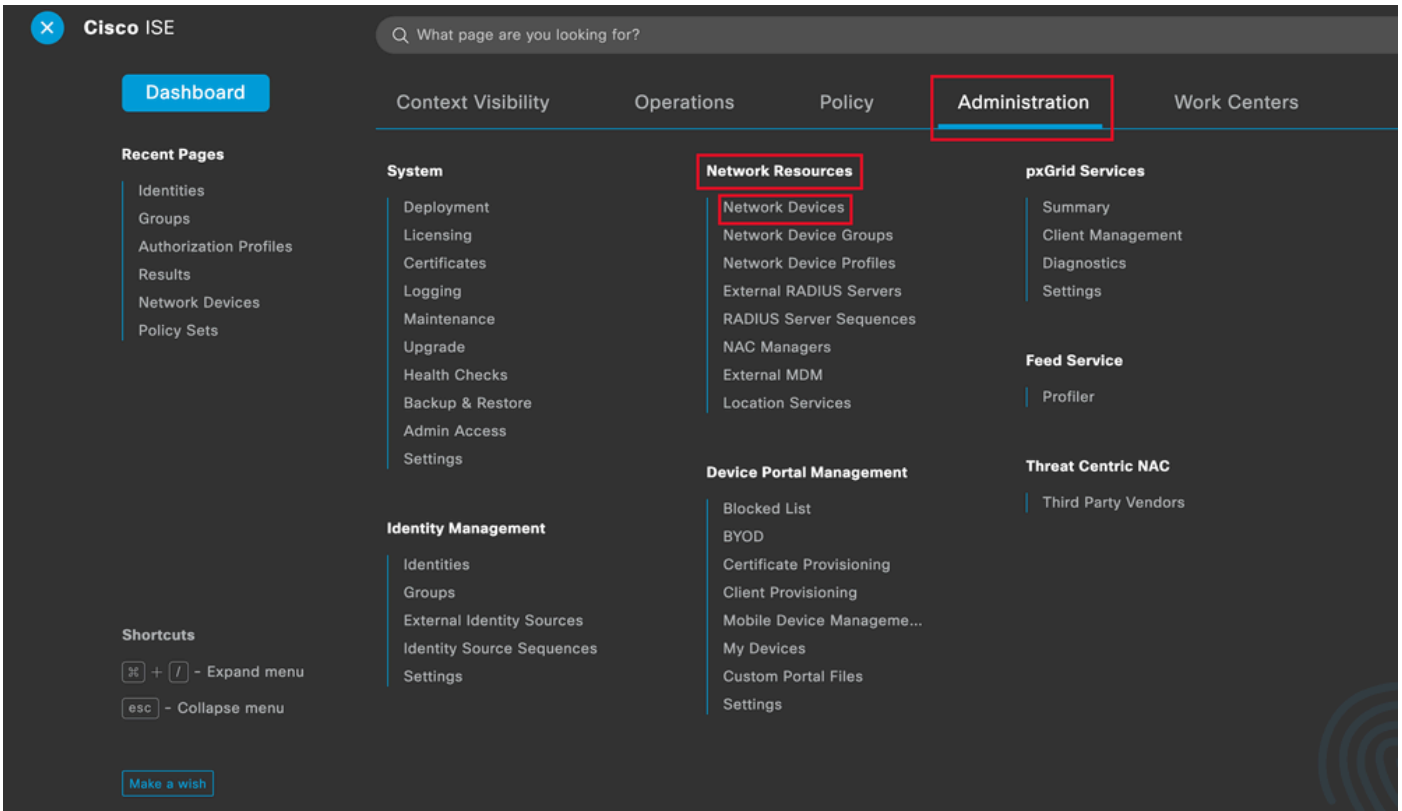 Cisco ISE
What page are you looking for?
Dashboard
Context Visibility
Operations
Policy
Administration
Work Centers
Recent Pages
Identities
Groups
Authorization Profiles
Results
Network Devices
Policy Sets
System
Deployment
Licensing
Certificates
Logging
Maintenance
Upgrade
Health Checks
Backup & Restore
Admin Access
Settings
Identity Management
Identities
Groups
External Identity Sources
Identity Source Sequences
Settings
Network Resources
Network Devices
Network Device Groups
Network Device Profiles
External RADIUS Servers
RADIUS Server Sequences
NAC Managers
External MDM
Location Services
Device Portal Management
Blocked List
BYOD
Certificate Provisioning
Client Provisioning
Mobile Device Manageme...
My Devices
Custom Portal Files
Settings
pxGrid Services
Summary
Client Management
Diagnostics
Settings
Feed Service
Profiler
Threat Centric NAC
Third Party Vendors
Shortcuts
⌘ + / - Expand menu
esc - Collapse menu
Make a wish